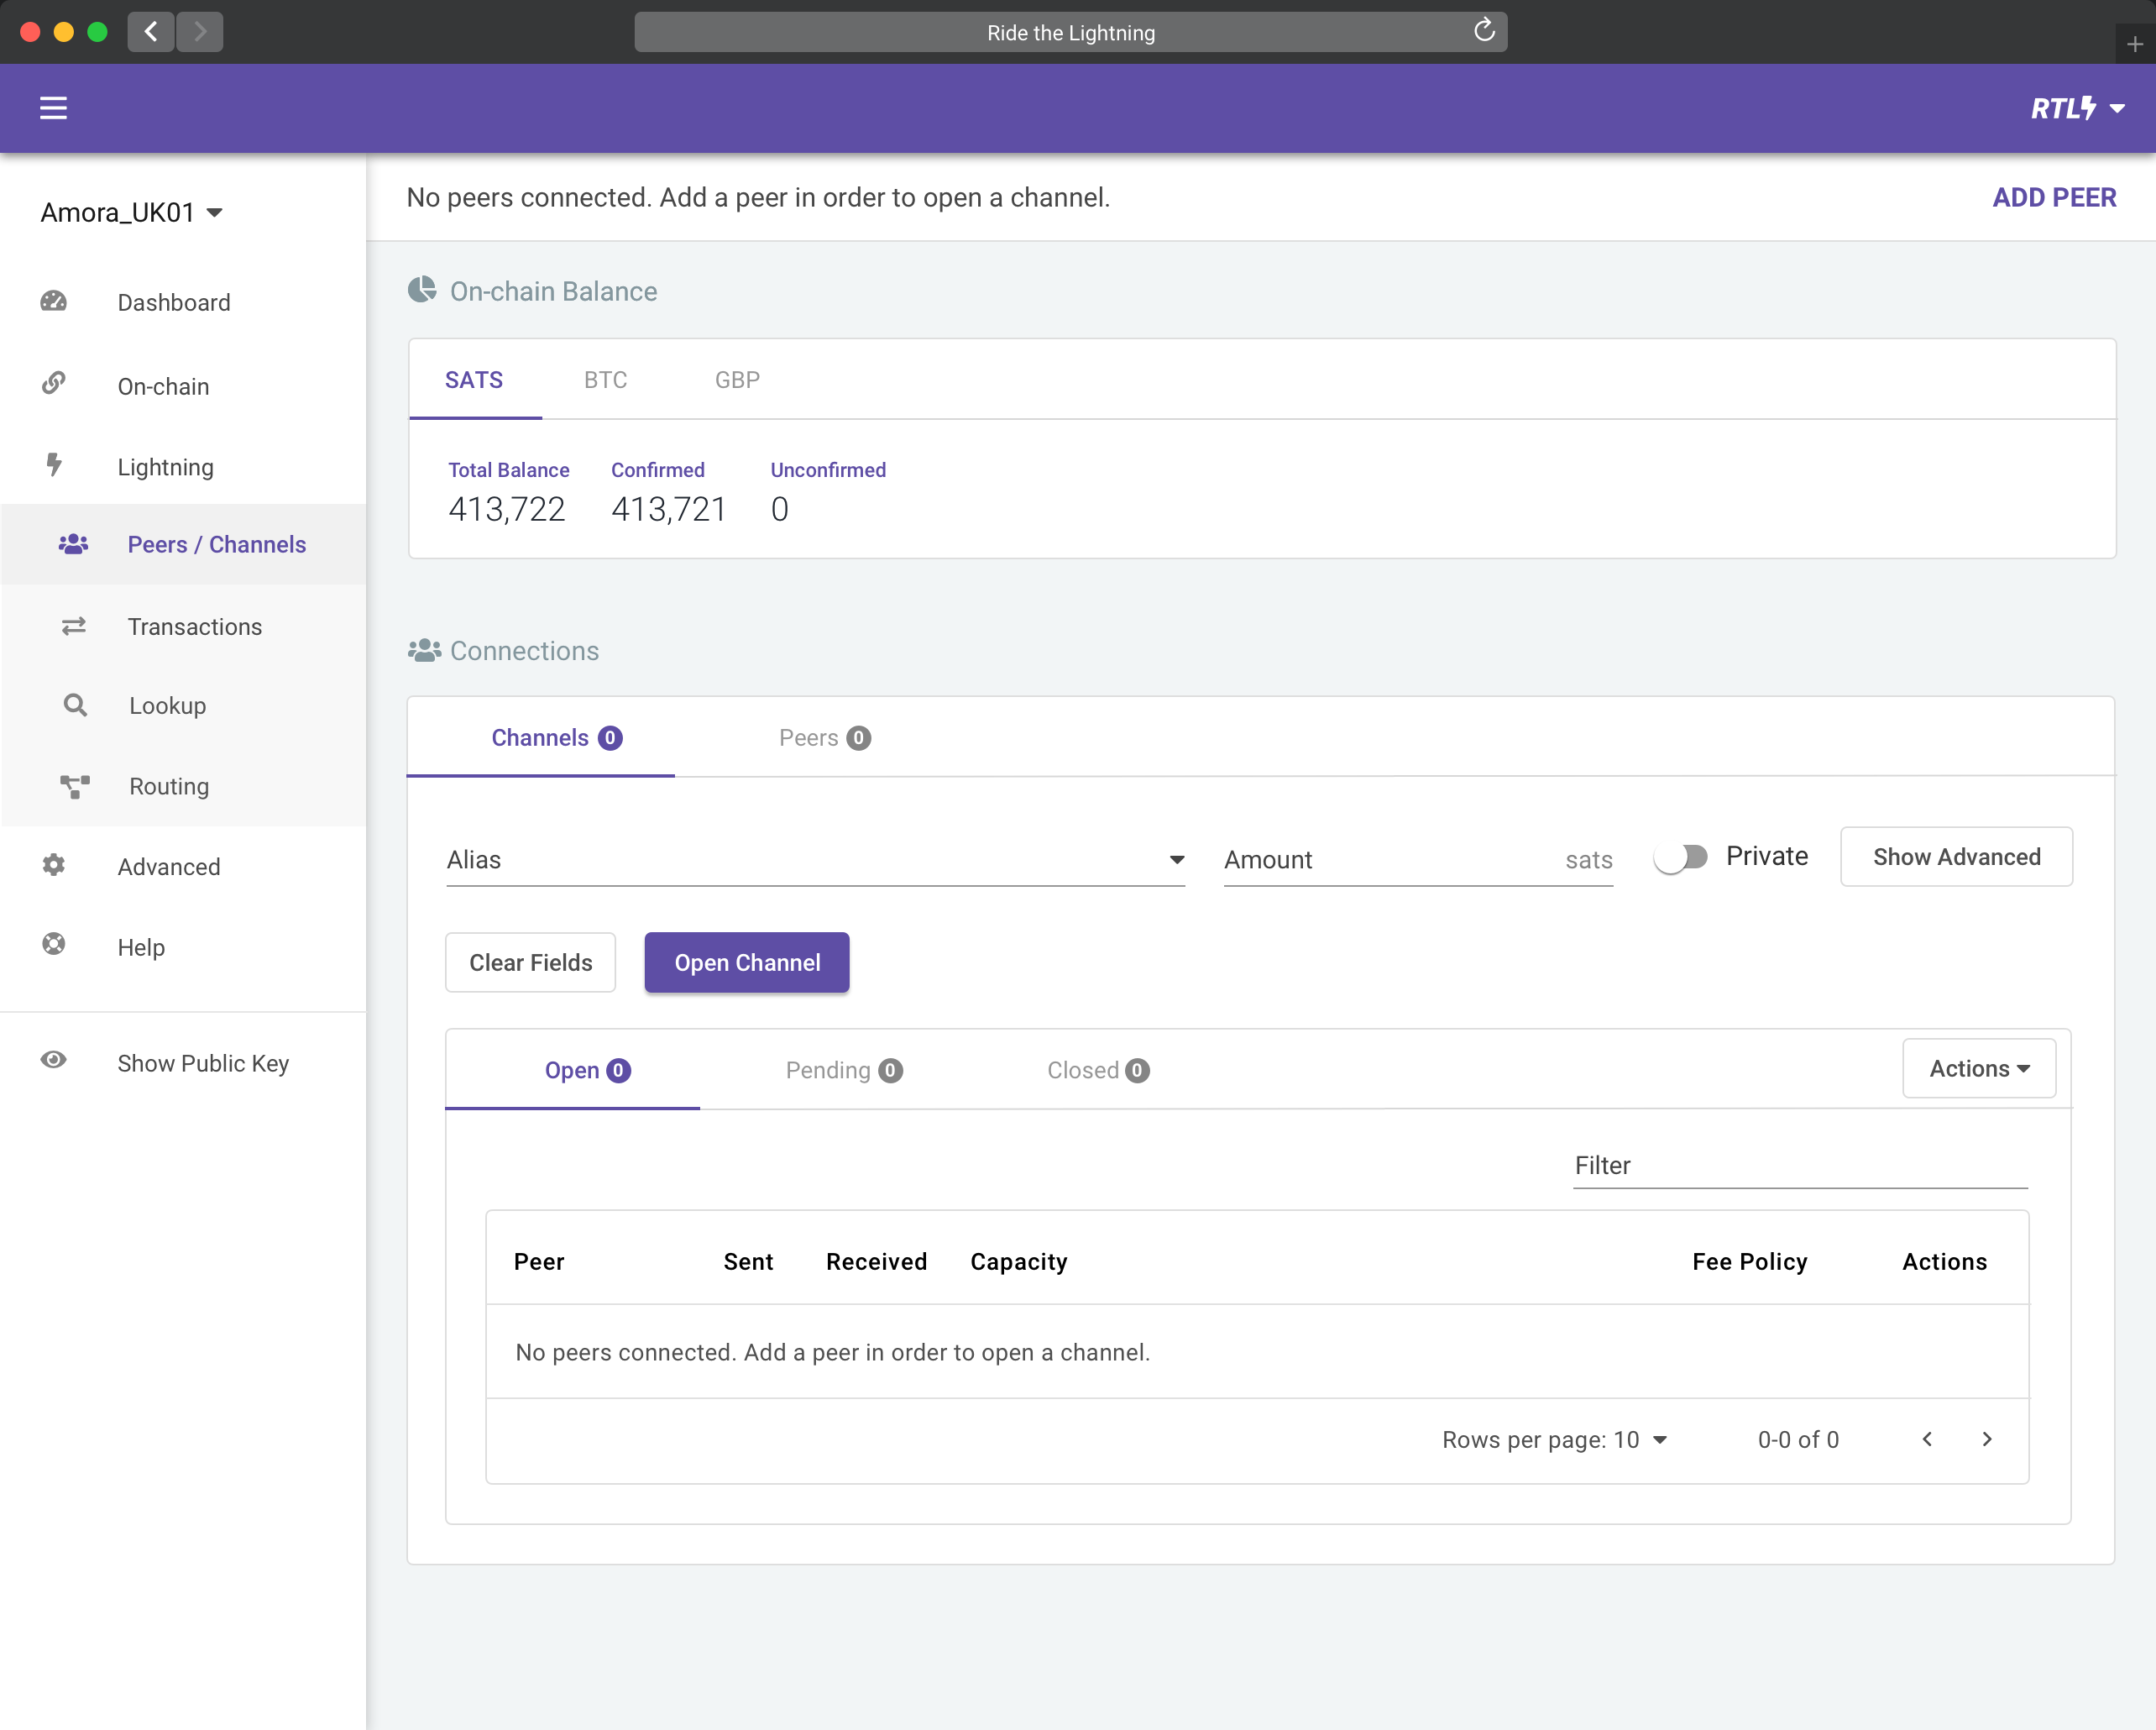 Ride the Lightning
RTL
Amora_UK01
Dashboard
On-chain
Lightning
Peers / Channels
Transactions
Lookup
Routing
Advanced
Help
Show Public Key
No peers connected. Add a peer in order to open a channel.
ADD PEER
On-chain Balance
SATS BTC GBP
Total Balance Confirmed Unconfirmed
413,722 413,721 0
Connections
Channels 0 Peers 0
Alias Amount sats Private Show Advanced
Clear Fields Open Channel
Open 0 Pending 0 Closed 0 Actions
Filter
Peer Sent Received Capacity Fee Policy Actions
No peers connected. Add a peer in order to open a channel.
Rows per page: 10 0-0 of 0